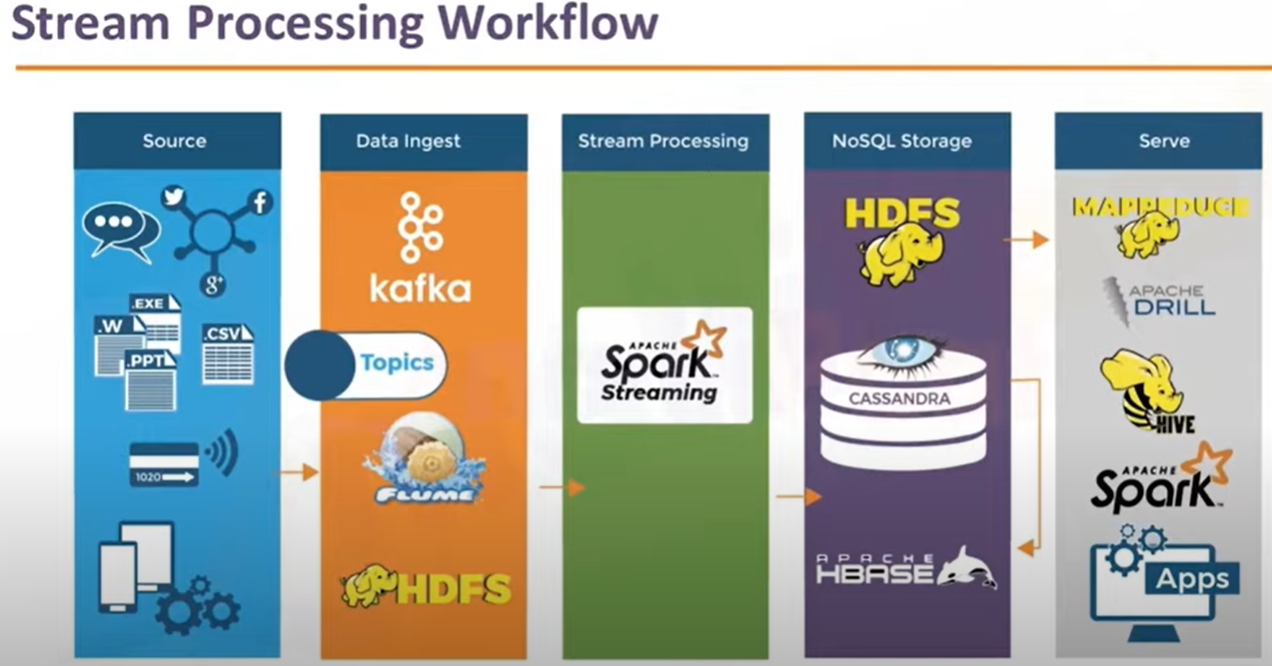 Stream Processing Workflow
Source
.EXE
.W
.CSV
.PPT
1020
Data Ingest
kafka
Topics
FLUME
HDFS
Stream Processing
APACHE
Spark
Streaming
NoSQL Storage
HDFS
CASSANDRA
APACHE
HBASE
Serve
MAPREDUCE
APACHE
DRILL
HIVE
APACHE
Spark
Apps